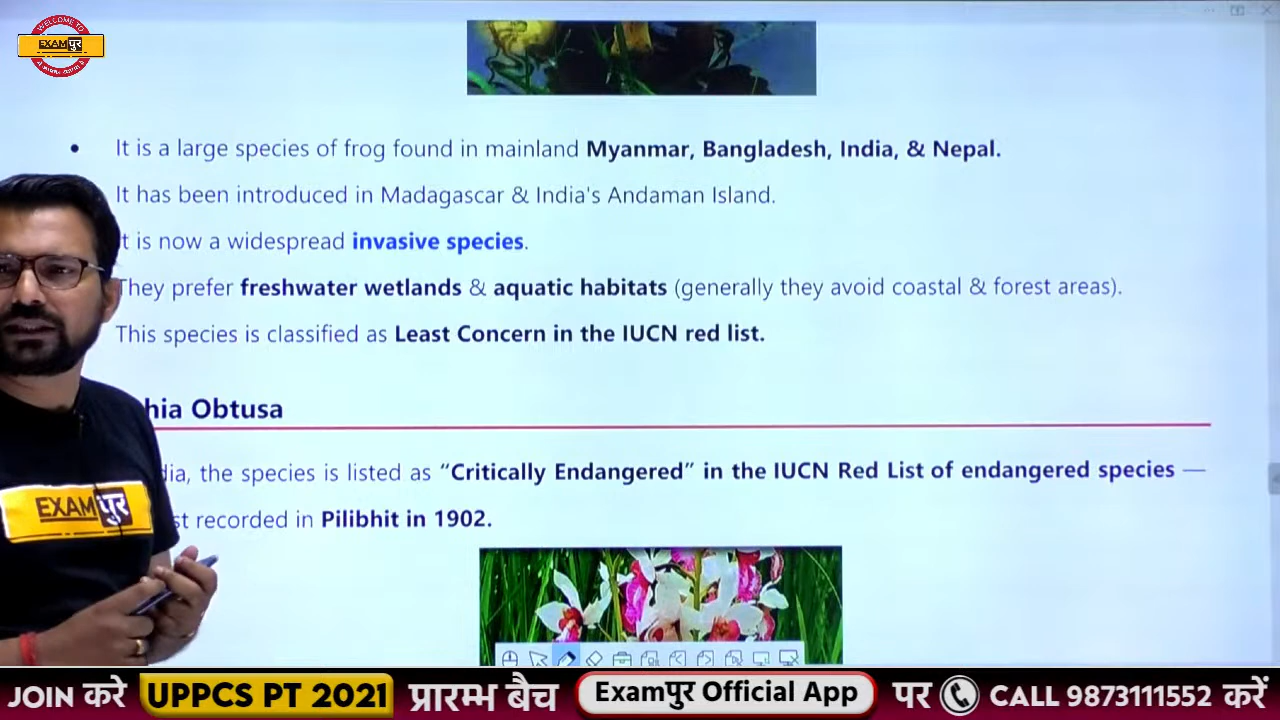 WELCOME TO
EXAMपुर
It is a large species of frog found in mainland Myanmar, Bangladesh, India, & Nepal.
It has been introduced in Madagascar & India's Andaman Island.
t is now a widespread invasive species.
They prefer freshwater wetlands & aquatic habitats (generally they avoid coastal & forest areas).
This species is classified as Least Concern in the IUCN red list.
hia Obtusa
dia, the species is listed as “Critically Endangered” in the IUCN Red List of endangered species —
st recorded in Pilibhit in 1902.
EXAMपुर
JOIN करे UPPCS PT 2021 प्रारम्भ बैच Examपुर Official App पर CALL 9873111552 करें